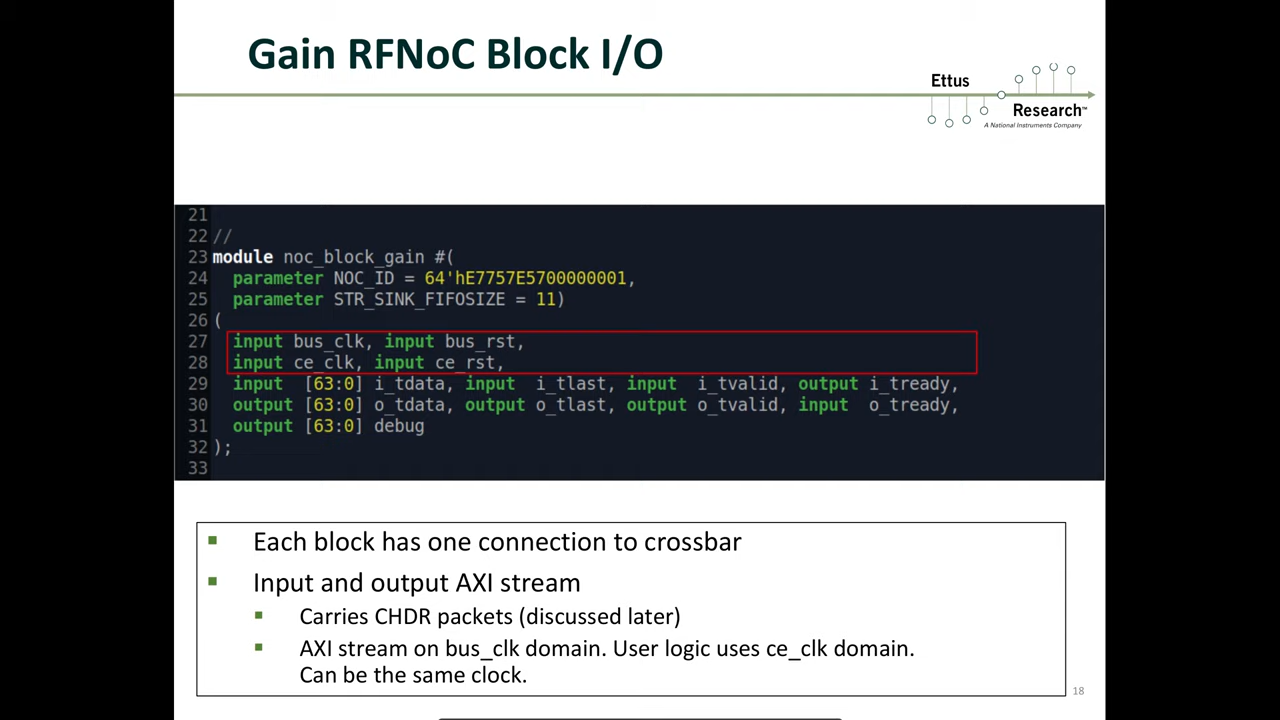 Gain RFNoC Block I/O
Ettus
Research™
A National Instruments Company
21
22 //
23 module noc_block_gain #(
24 parameter NOC_ID = 64'hE7757E5700000001,
25 parameter STR_SINK_FIFOSIZE = 11)
26 (
27 input bus_clk, input bus_rst,
28 input ce_clk, input ce_rst,
29 input [63:0] i_tdata, input i_tlast, input i_tvalid, output i_tready,
30 output [63:0] o_tdata, output o_tlast, output o_tvalid, input o_tready,
31 output [63:0] debug
32 );
33
Each block has one connection to crossbar
Input and output AXI stream
Carries CHDR packets (discussed later)
AXI stream on bus_clk domain. User logic uses ce_clk domain.
Can be the same clock.
18